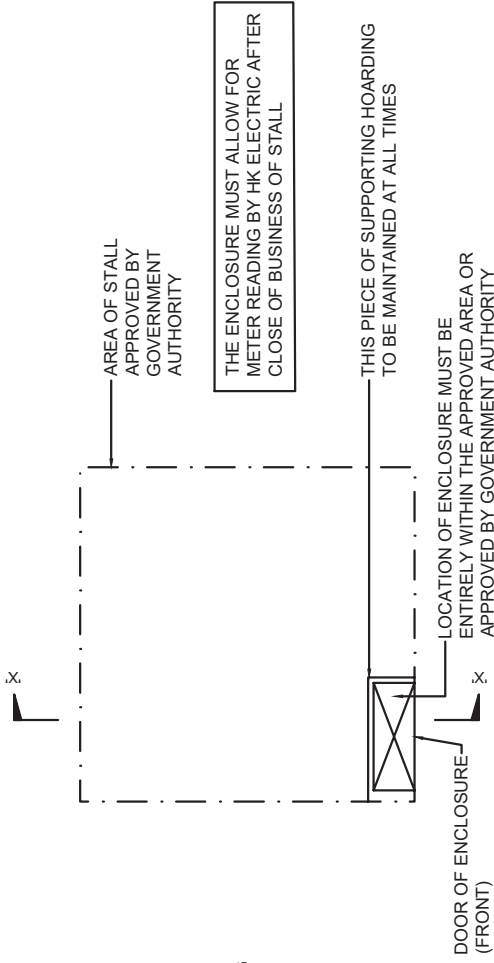 'X'
AREA OF STALL
APPROVED BY
GOVERNMENT
AUTHORITY
THE ENCLOSURE MUST ALLOW FOR
METER READING BY HK ELECTRIC AFTER
CLOSE OF BUSINESS OF STALL
THIS PIECE OF SUPPORTING HOARDING
TO BE MAINTAINED AT ALL TIMES
'X'
LOCATION OF ENCLOSURE MUST BE
ENTIRELY WITHIN THE APPROVED AREA OR
APPROVED BY GOVERNMENT AUTHORITY
DOOR OF ENCLOSURE
(FRONT)